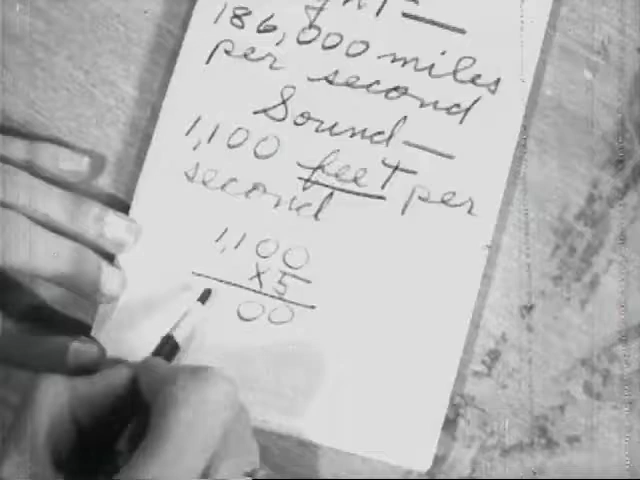 186,000 miles
per second
Sound—
1,100 feet per
second
1,100
x5
00